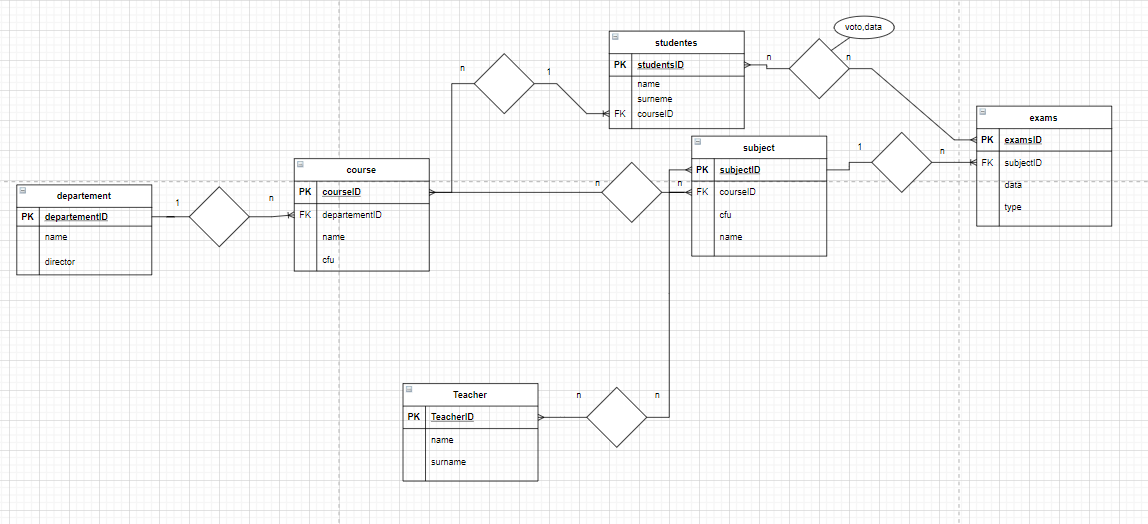 voto,data
studentes
PK studentsID
name
surneme
FK courseID
n
1
n
n
exams
PK examsID
FK subjectID
data
type
subject
PK subjectID
FK courseID
cfu
name
1
n
course
PK courseID
FK departementID
name
cfu
n
n
departement
PK departementID
name
director
1
n
Teacher
PK TeacherID
name
surname
n
n